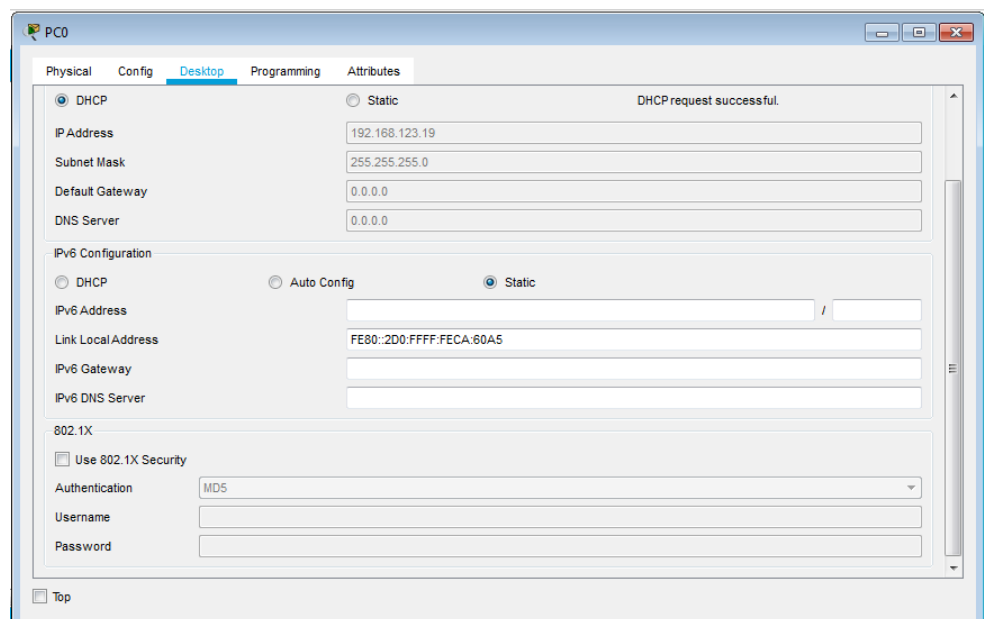 PC0
Physical Config Desktop Programming Attributes
DHCP Static DHCP request successful.
IP Address 192.168.123.19
Subnet Mask 255.255.255.0
Default Gateway 0.0.0.0
DNS Server 0.0.0.0
IPv6 Configuration
DHCP Auto Config Static
IPv6 Address /
Link Local Address FE80::2D0:FFFF:FECA:60A5
IPv6 Gateway
IPv6 DNS Server
802.1X
Use 802.1X Security
Authentication MD5
Username
Password
Top